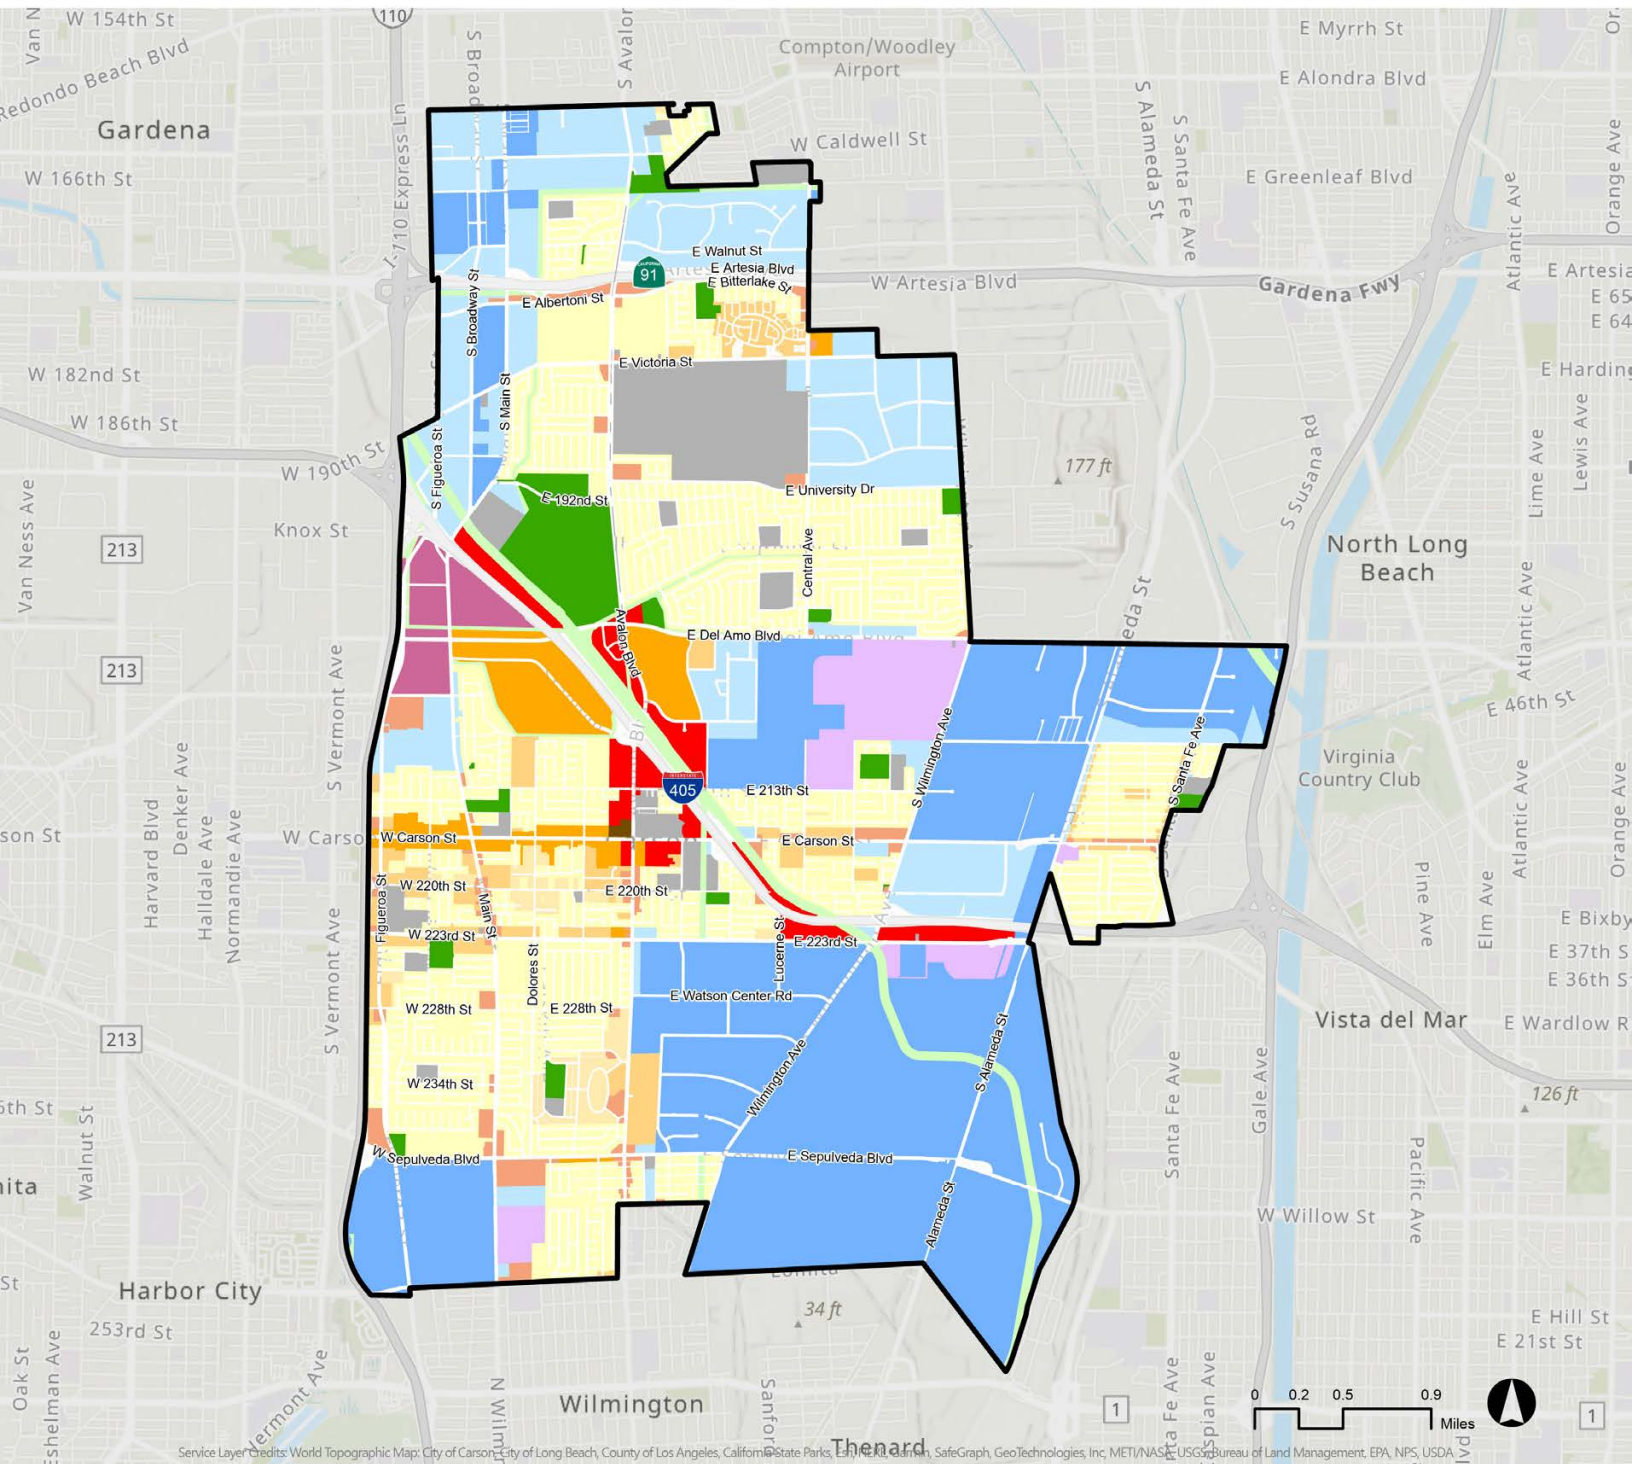 W 154th St
110
Redondo Beach Blvd
S Avalon
Compton/Woodley
Airport
E Myrrh St
E Alondra Blvd
Gardena
W Caldwell St
S Alameda St
S Santa Fe Ave
W 166th St
E Greenleaf Blvd
Orange Ave
I-110 Express Ln
Atlantic Ave
E Walnut St
E Artesia Blvd
E Bitterlake St
91
W Artesia Blvd
Gardena Fwy
E Artesia
E Albertoni St
E 65
E 64
S Broadway St
E Victoria St
W 182nd St
E Harding
S Main St
W 186th St
W 190th St
S Figueroa St
177 ft
S Susana Rd
Lime Ave
Lewis Ave
E University Dr
E 192nd St
Van Ness Ave
Knox St
213
Central Ave
North Long
Beach
Atlantic Ave
Avalon Blvd
E Del Amo Blvd
213
S Vermont Ave
E 46th St
S Wilmington Ave
S Santa Fe Ave
Virginia
Country Club
405
E 213th St
Harvard Blvd
Denker Ave
Halldale Ave
Normandie Ave
son St
W Carso
W Carson St
E Carson St
Atlantic Ave
Orange Ave
W 220th St
E 220th St
Figueroa St
Main St
Pine Ave
Elm Ave
W 223rd St
E 223rd St
Lucerne St
E Bixby
E 37th S
E 36th S
S Vermont Ave
Dolores St
E Watson Center Rd
W 228th St
E 228th St
Vista del Mar
E Wardlow R
213
Wilmington Ave
S Alameda St
Santa Fe Ave
Gale Ave
W 234th St
126 ft
Walnut St
W Sepulveda Blvd
E Sepulveda Blvd
Pacific Ave
Alameda St
W Willow St
Harbor City
34 ft
253rd St
E Hill St
E 21st St
Oak St
Vermont Ave
Wilmington
Sanford
0 0.2 0.5 0.9
Miles
1
1
Thenard
Service Layer Credits: World Topographic Map: City of Carson, City of Long Beach, County of Los Angeles, California State Parks, Esri, HERE, Garmin, SafeGraph, GeoTechnologies, Inc, METI/NASA, USGS, Bureau of Land Management, EPA, NPS, USDA